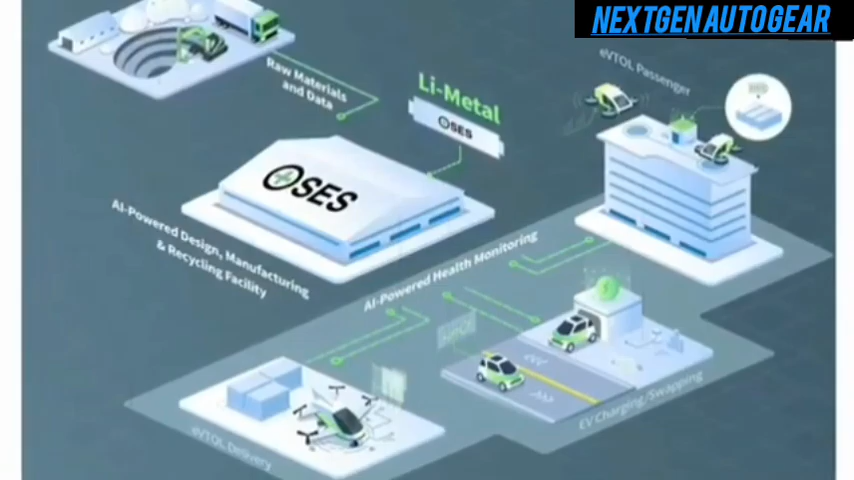 NEXTGEN AUTOGEAR
eVTOL Passenger
Raw Materials
and Data
Li-Metal
SES
SES
AI-Powered Design, Manufacturing
& Recycling Facility
AI-Powered Health Monitoring
EV Charging/Swapping
eVTOL Delivery